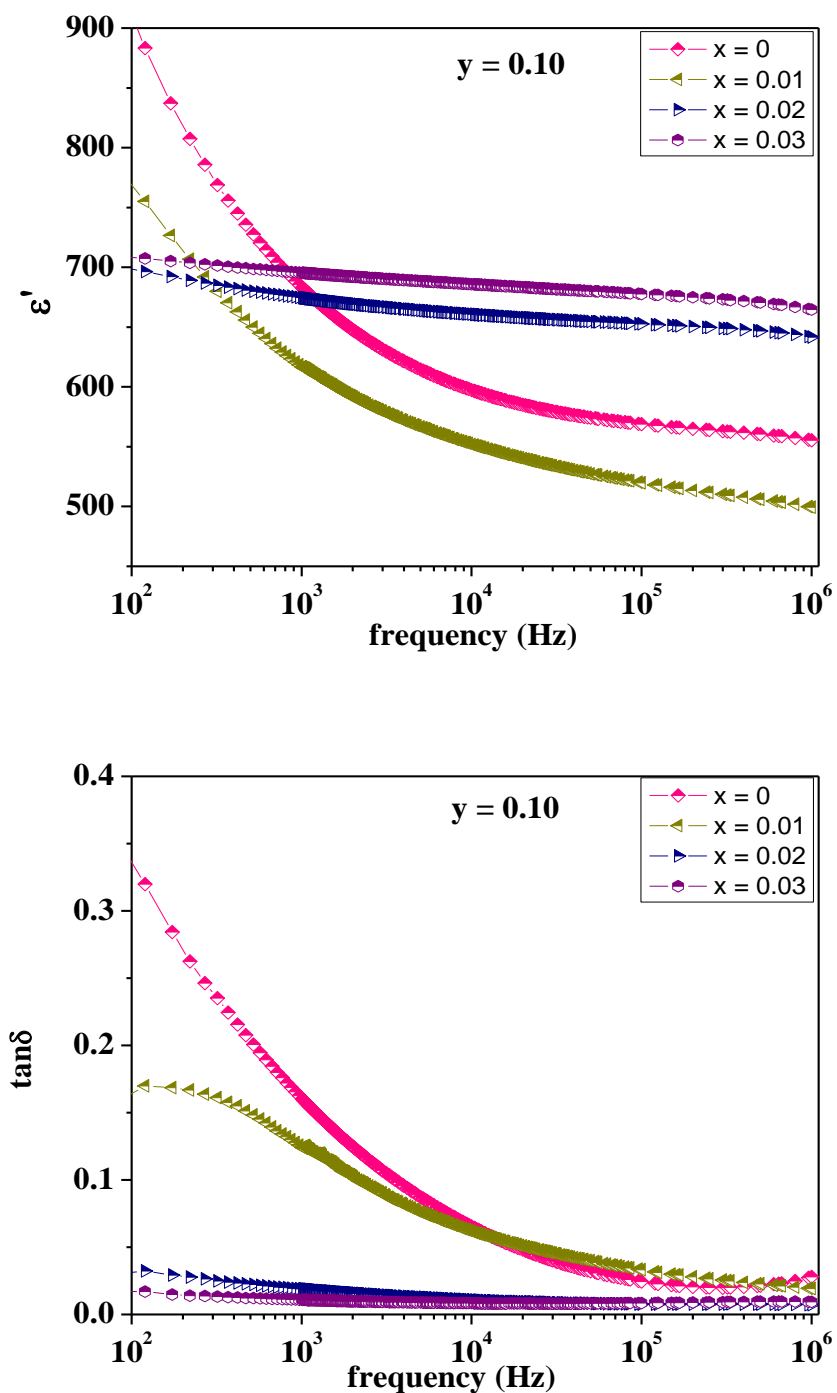 900
800
700
600
500
ε'
y = 0.10
x = 0
x = 0.01
x = 0.02
x = 0.03
10² 10³ 10⁴ 10⁵ 10⁶
frequency (Hz)
0.4
0.3
0.2
0.1
0.0
tanδ
y = 0.10
x = 0
x = 0.01
x = 0.02
x = 0.03
10² 10³ 10⁴ 10⁵ 10⁶
frequency (Hz)